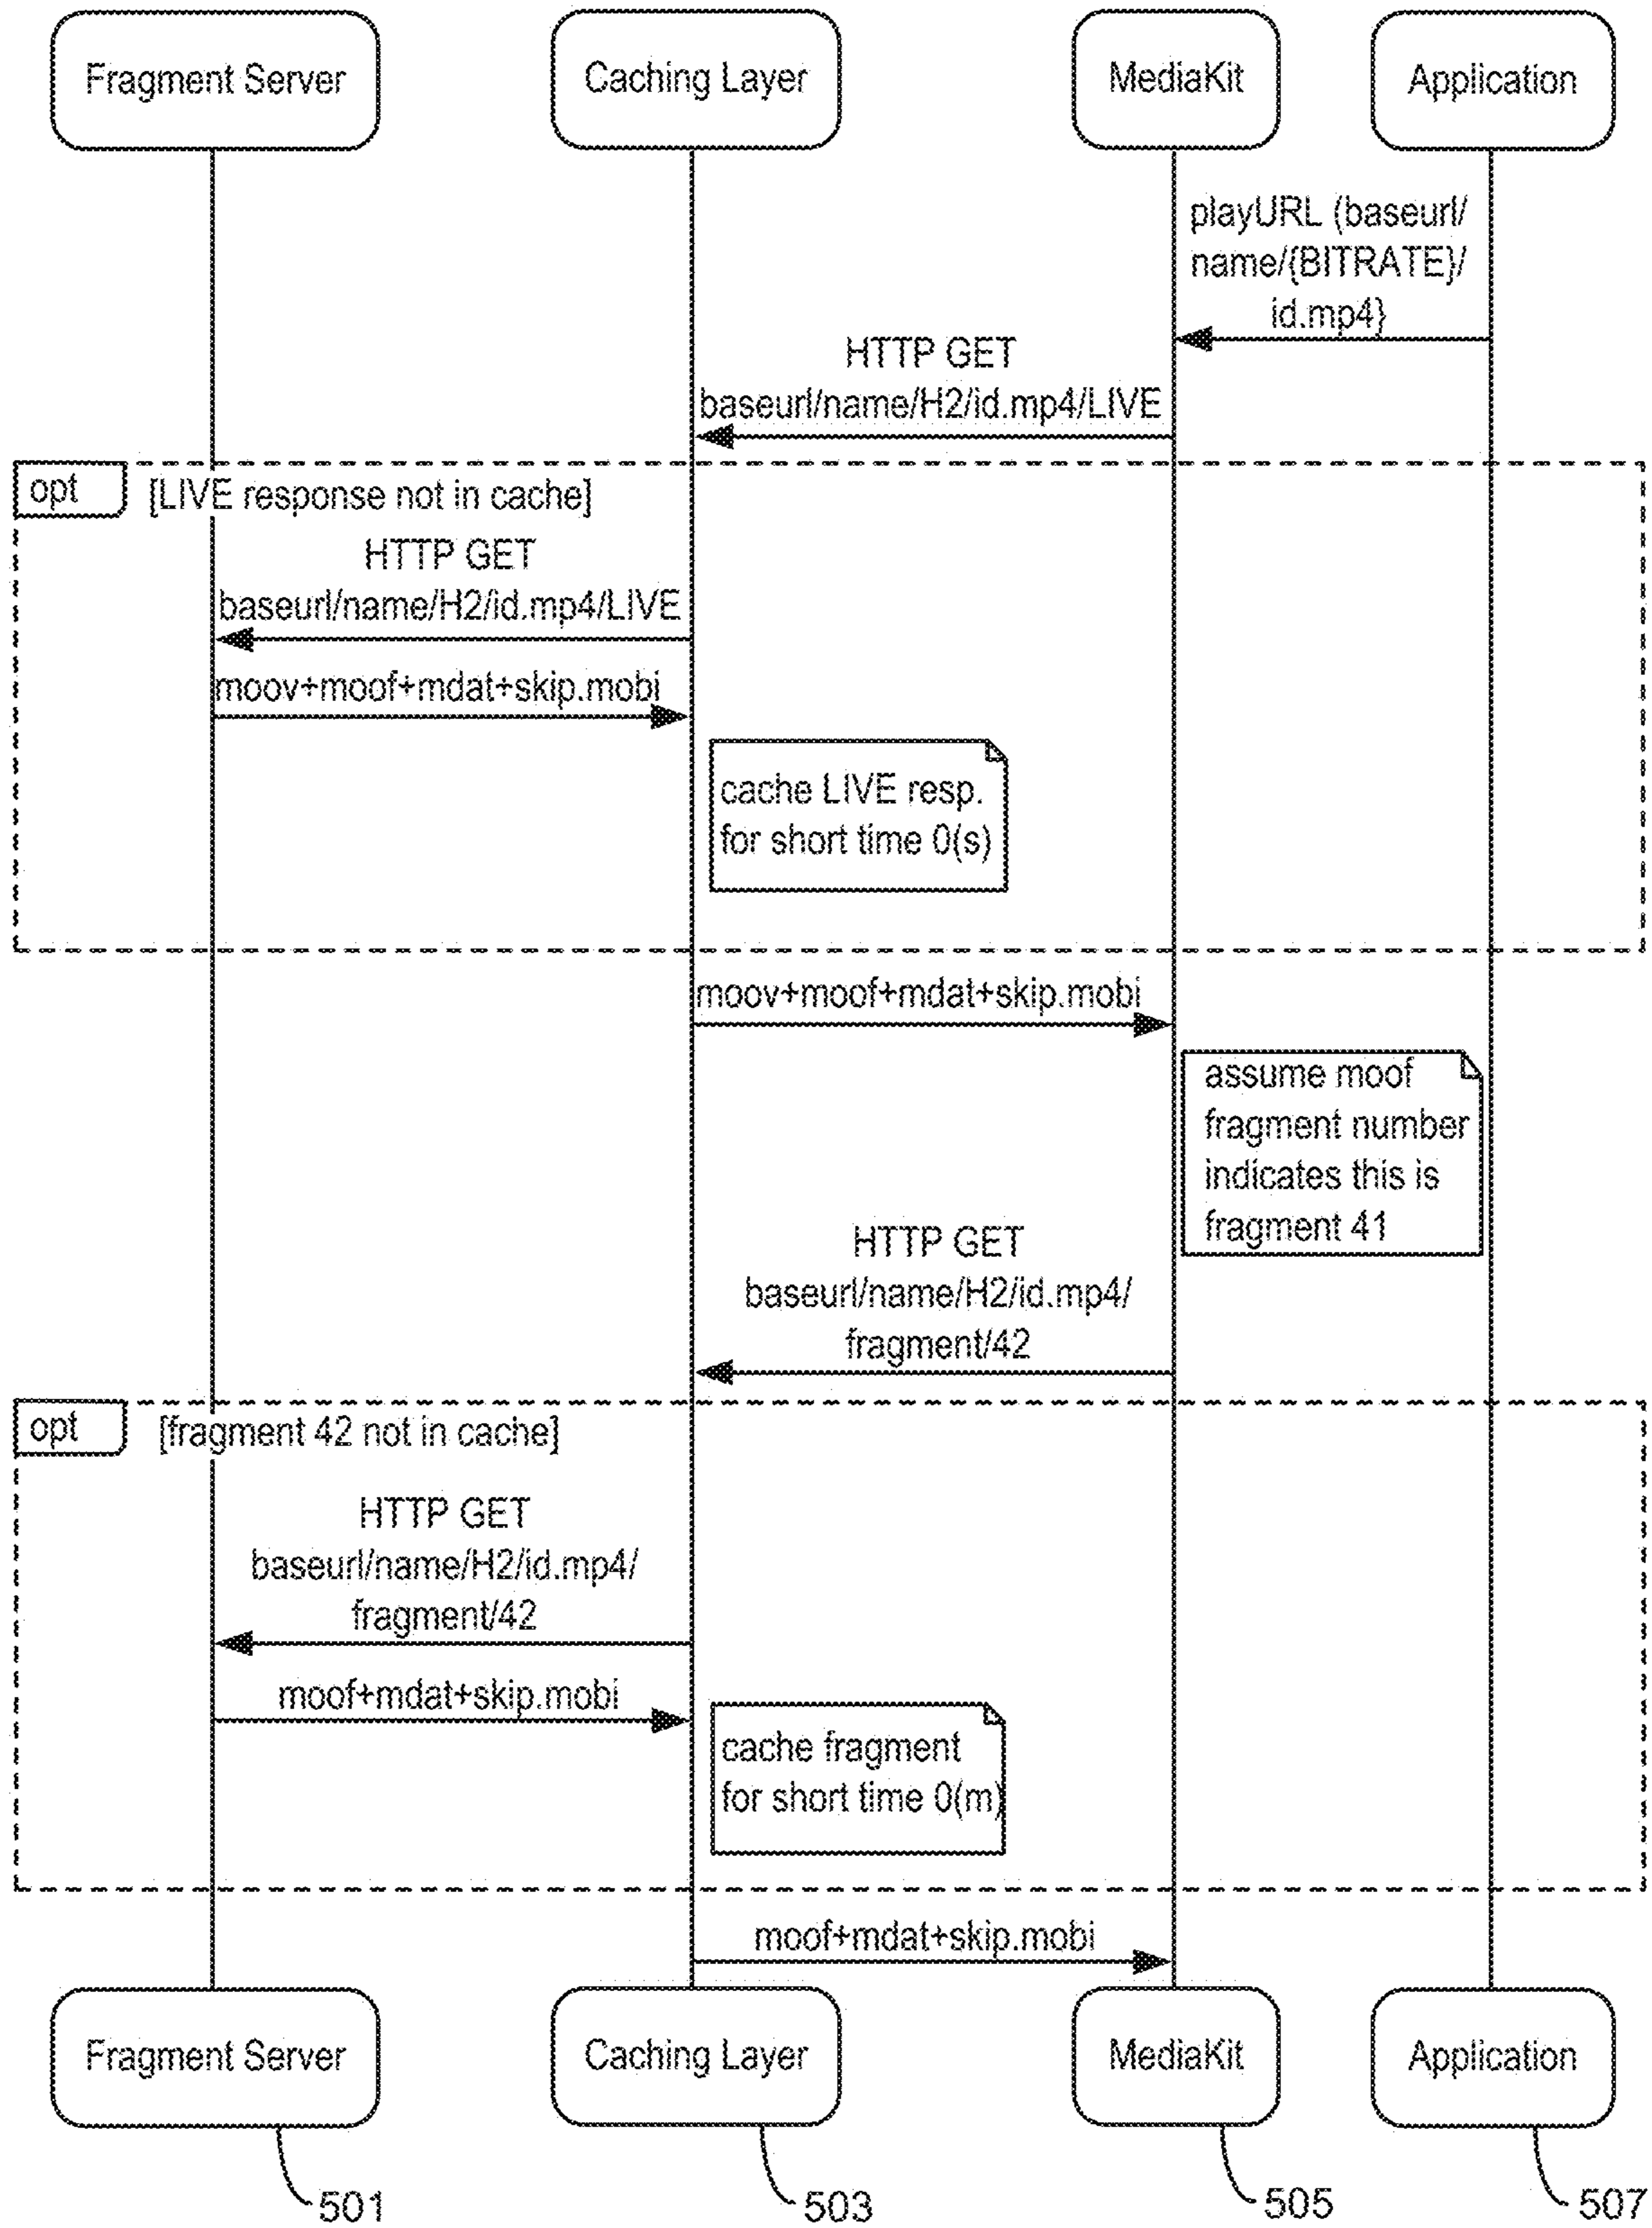 Fragment Server
Caching Layer
MediaKit
Application
playURL (baseurl/
name/{BITRATE}/
id.mp4}
HTTP GET
baseurl/name/H2/id.mp4/LIVE
opt
[LIVE response not in cache]
HTTP GET
baseurl/name/H2/id.mp4/LIVE
moov+moof+mdat+skip.mobi
cache LIVE resp.
for short time 0(s)
moov+moof+mdat+skip.mobi
assume moof
fragment number
indicates this is
fragment 41
HTTP GET
baseurl/name/H2/id.mp4/
fragment/42
opt
[fragment 42 not in cache]
HTTP GET
baseurl/name/H2/id.mp4/
fragment/42
moof+mdat+skip.mobi
cache fragment
for short time 0(m)
moof+mdat+skip.mobi
Fragment Server
Caching Layer
MediaKit
Application
501
503
505
507